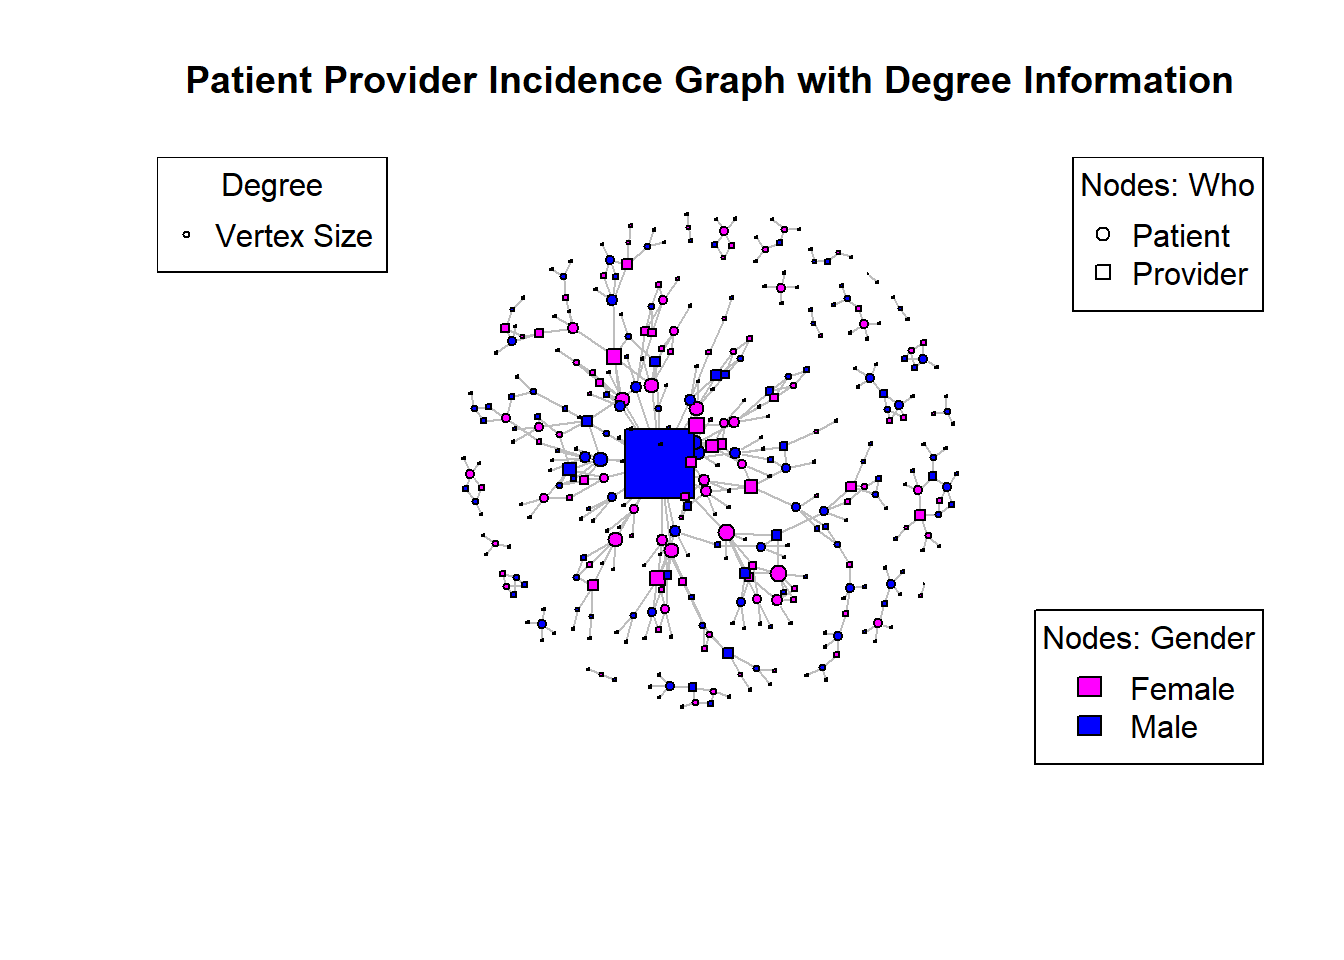 Patient Provider Incidence Graph with Degree Information
Degree
Vertex Size
Nodes: Who
Patient
Provider
Nodes: Gender
Female
Male